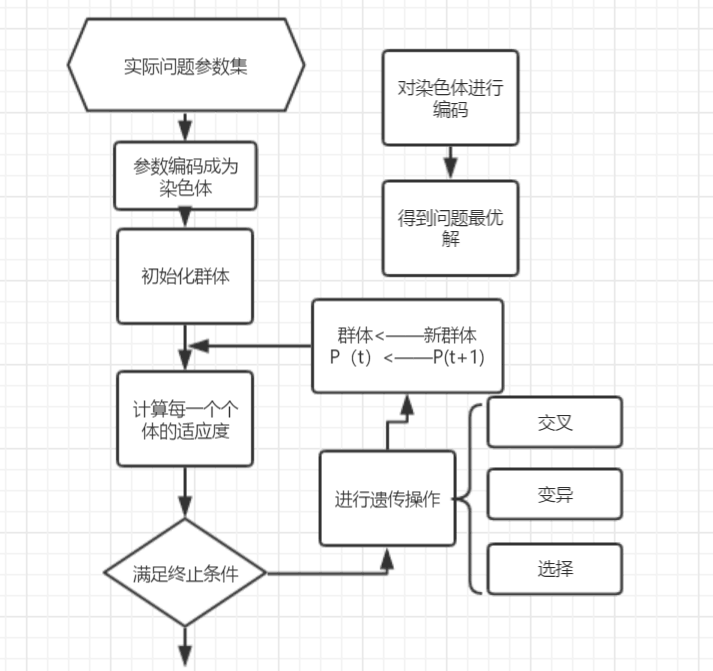 实际问题参数集
对染色体进行
编码
参数编码成为
染色体
得到问题最优
解
初始化群体
群体<——新群体
P（t）<——P(t+1)
计算每一个个
体的适应度
交叉
进行遗传操作
变异
满足终止条件
选择